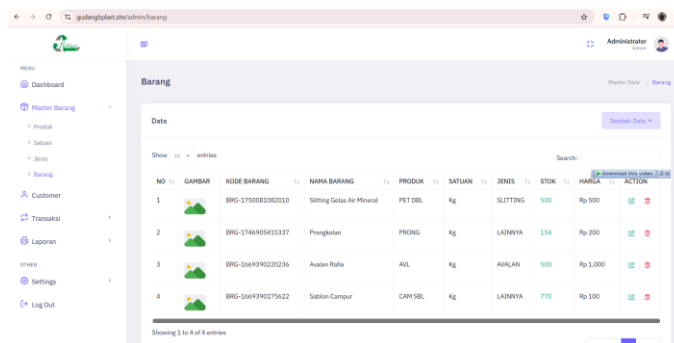 gudangbplast.site/admin/barang
Administrator
Admin
MENU
Dashboard
Master Barang
Produk
Satuan
Jenis
Barang
Customer
Transaksi
Laporan
OTHER
Settings
Log Out
Barang
Master Data / Barang
Data
Tambah Data +
Show 10 entries
Search:
Download this video
NO GAMBAR KODE BARANG NAMA BARANG PRODUK SATUAN JENIS STOK HARGA ACTION
1 BRG-1750081082010 Slitting Gelas Air Mineral PET DBL Kg SLITTING 500 Rp 500
2 BRG-1746905415337 Prongkolan PRONG Kg LAINNYA 154 Rp 200
3 BRG-1669390220236 Avalan Rafia AVL Kg AVALAN 500 Rp 1,000
4 BRG-1669390175622 Sablon Campur CAM SBL Kg LAINNYA 770 Rp 100
Showing 1 to 4 of 4 entries